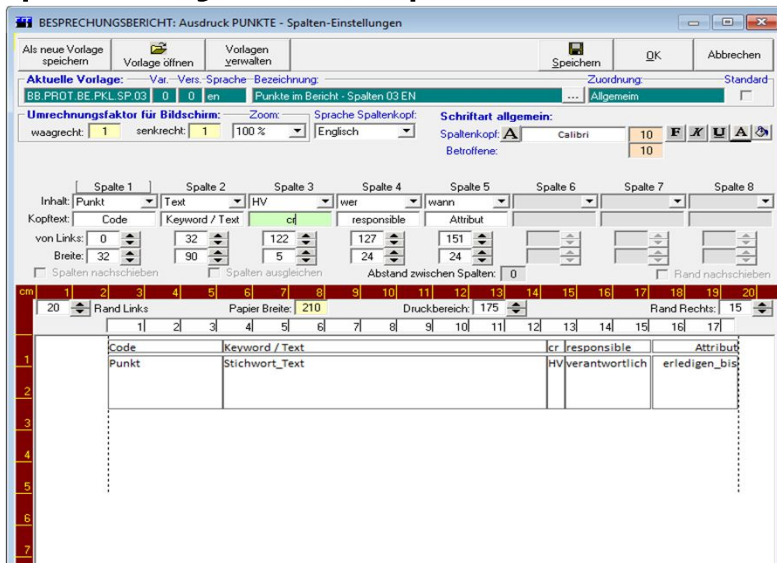 BESPRECHUNGSBERICHT: Ausdruck PUNKTE - Spalten-Einstellungen
Als neue Vorlage speichern Vorlage öffnen Vorlagen verwalten Speichern OK Abbrechen
Aktuelle Vorlage: Var. Vers. Sprache Bezeichnung: Zuordnung: Standard
BB.PROT.BE.PKL.SP.03 0 0 en Punkte im Bericht - Spalten 03 EN ... Allgemeim
Umrechnungsfaktor für Bildschirm: Zoom: Sprache Spaltenkopf: Schriftart allgemein:
waagrecht: 1 senkrecht: 1 100 % Englisch Spaltenkopf: A Calibri 10 F K U A
Betroffene: 10
[ Spalte 1 ] Spalte 2 Spalte 3 Spalte 4 Spalte 5 Spalte 6 Spalte 7 Spalte 8
Inhalt: Punkt Text HV wer wann
Kopftext: Code Keyword / Text cr responsible Attribut
von Links: 0 32 122 127 151
Breite: 32 90 5 24 24
Spalten nachschieben Spalten ausgleichen Abstand zwischen Spalten: 0 Rand nachschieben
cm 1 2 3 4 5 6 7 8 9 10 11 12 13 14 15 16 17 18 19 20
20 Rand Links Papier Breite: 210 Druckbereich: 175 Rand Rechts: 15
1 2 3 4 5 6 7 8 9 10 11 12 13 14 15 16 17
Code Keyword / Text cr responsible Attribut
1
Punkt Stichwort_Text HV verantwortlich erledigen_bis
2
3
4
5
6
7